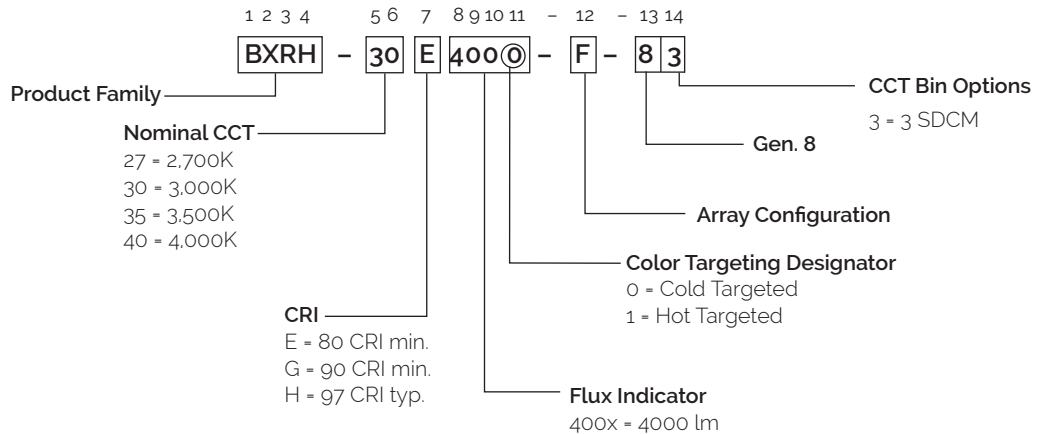 1 2 3 4 5 6 7 8 9 10 11 - 12 - 13 14
BXRH - 30 E 4000 - F - 8 3
Product Family
CCT Bin Options
3 = 3 SDCM
Nominal CCT
27 = 2,700K
30 = 3,000K
35 = 3,500K
40 = 4,000K
Gen. 8
Array Configuration
Color Targeting Designator
0 = Cold Targeted
1 = Hot Targeted
CRI
E = 80 CRI min.
G = 90 CRI min.
H = 97 CRI typ.
Flux Indicator
400x = 4000 lm